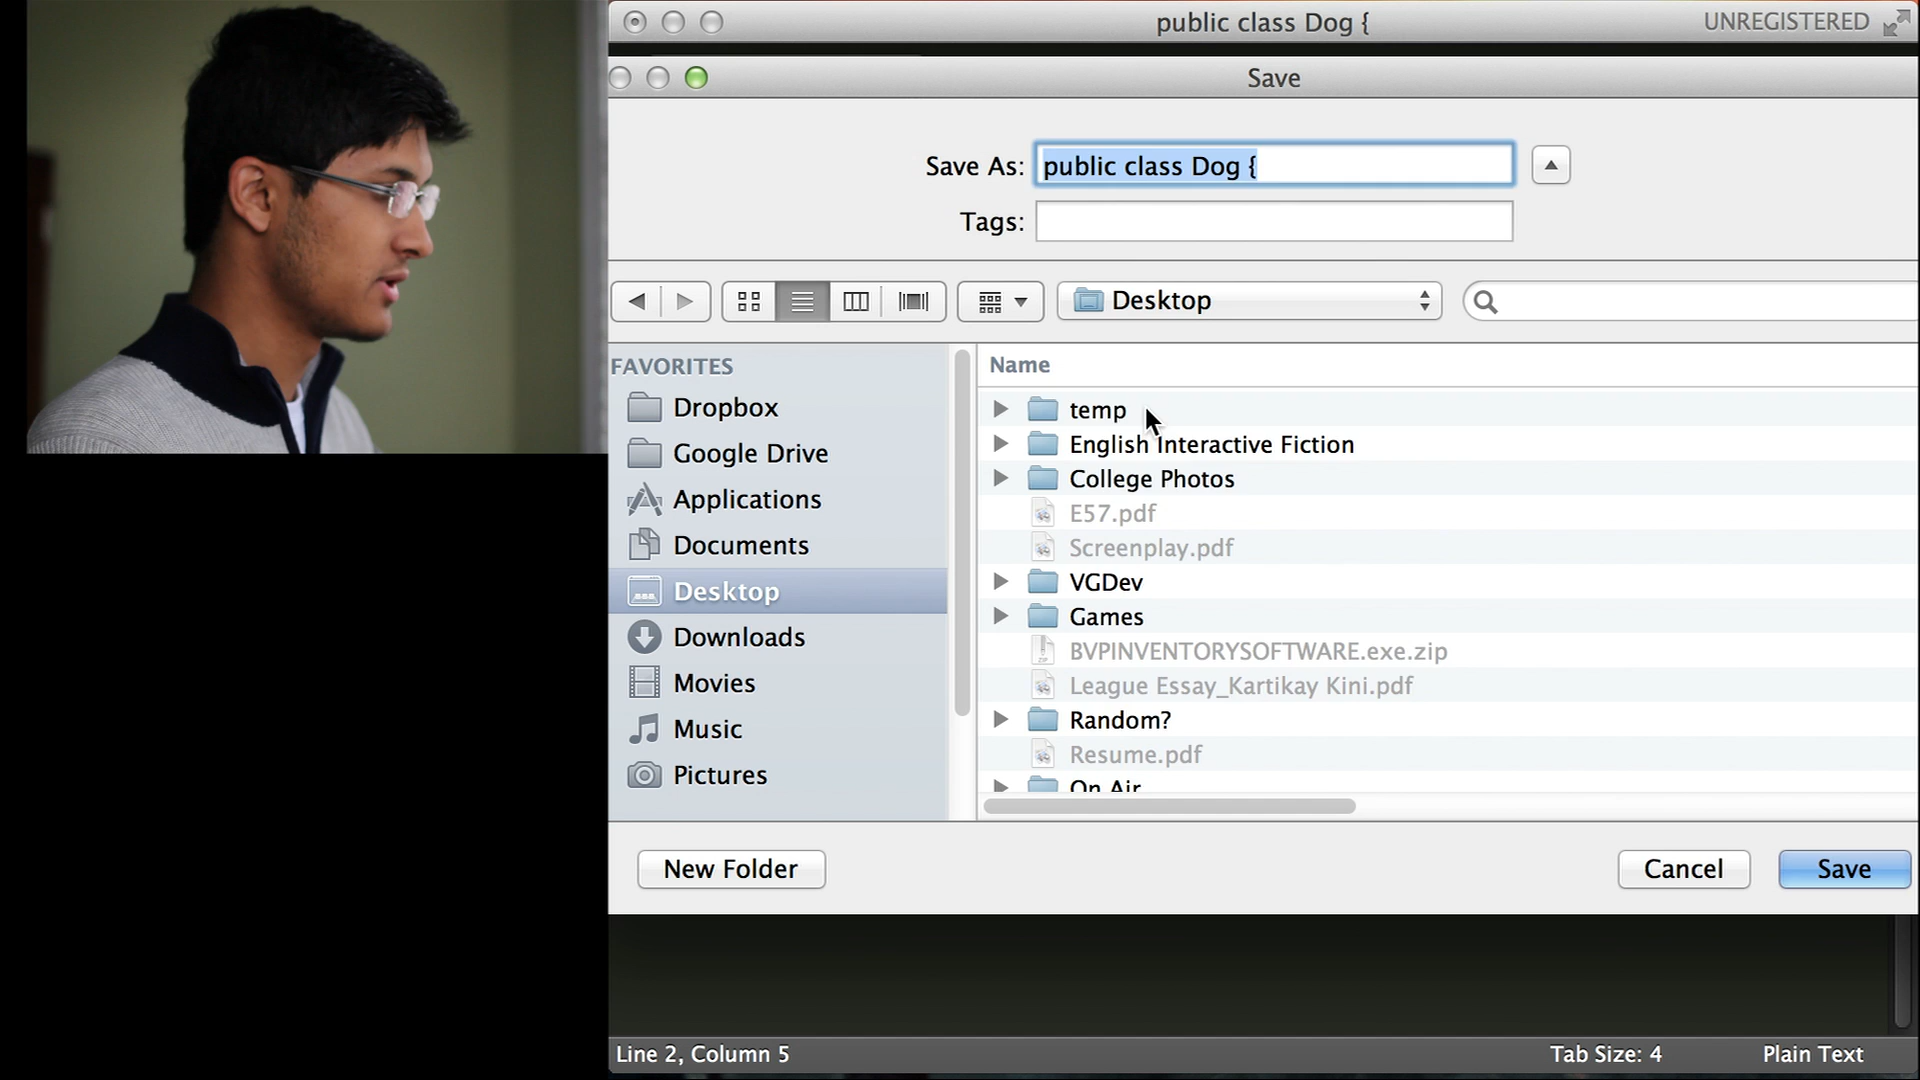 public class Dog {
UNREGISTERED
Save
Save As: public class Dog {
Tags:
Desktop
FAVORITES
Dropbox
Google Drive
Applications
Documents
Desktop
Downloads
Movies
Music
Pictures
Name
temp
English Interactive Fiction
College Photos
E57.pdf
Screenplay.pdf
VGDev
Games
BVPINVENTORYSOFTWARE.exe.zip
League Essay_Kartikay Kini.pdf
Random?
Resume.pdf
On Air
New Folder
Cancel
Save
Line 2, Column 5
Tab Size: 4
Plain Text